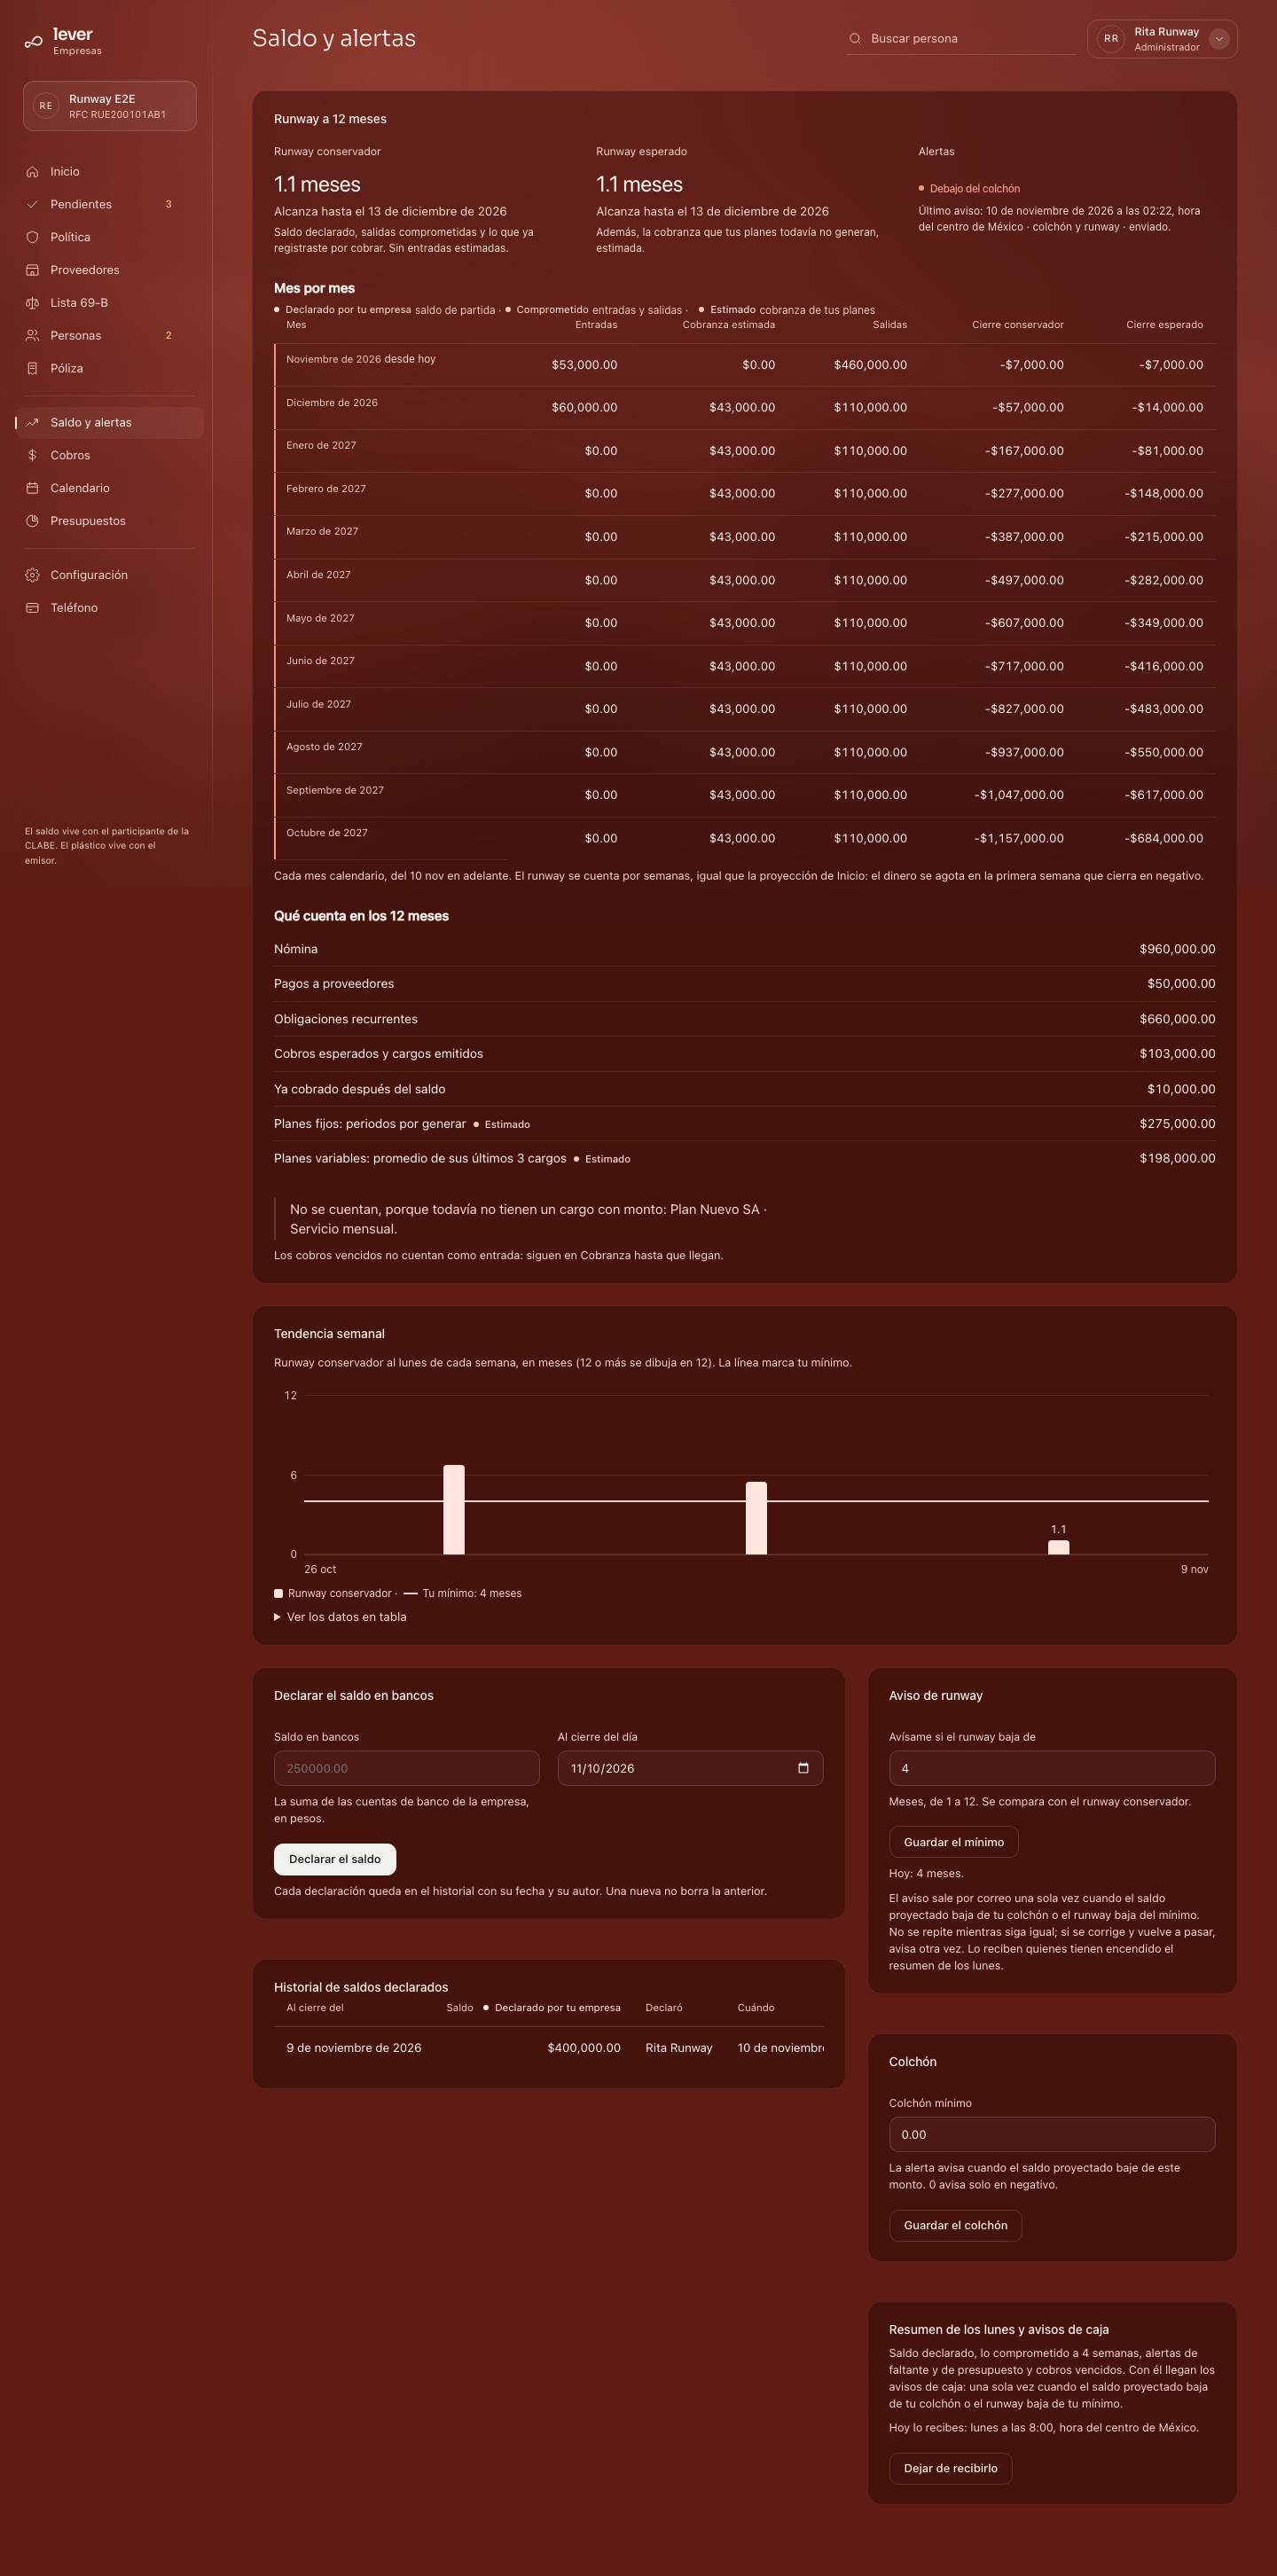 lever
Empresas
RE
Runway E2E
RFC RUE200101AB1
Inicio
Pendientes 3
Política
Proveedores
Lista 69-B
Personas 2
Póliza
Saldo y alertas
Cobros
Calendario
Presupuestos
Configuración
Teléfono
El saldo vive con el participante de la
CLABE. El plástico vive con el
emisor.
Saldo y alertas
Buscar persona
RR
Rita Runway
Administrador
Runway a 12 meses
Runway conservador
1.1 meses
Alcanza hasta el 13 de diciembre de 2026
Saldo declarado, salidas comprometidas y lo que ya
registraste por cobrar. Sin entradas estimadas.
Runway esperado
1.1 meses
Alcanza hasta el 13 de diciembre de 2026
Además, la cobranza que tus planes todavía no generan,
estimada.
Alertas
Debajo del colchón
Último aviso: 10 de noviembre de 2026 a las 02:22, hora
del centro de México · colchón y runway · enviado.
Mes por mes
Declarado por tu empresa saldo de partida · Comprometido entradas y salidas · Estimado cobranza de tus planes
Mes Entradas Cobranza estimada Salidas Cierre conservador Cierre esperado
Noviembre de 2026 desde hoy $53,000.00 $0.00 $460,000.00 -$7,000.00 -$7,000.00
Diciembre de 2026 $60,000.00 $43,000.00 $110,000.00 -$57,000.00 -$14,000.00
Enero de 2027 $0.00 $43,000.00 $110,000.00 -$167,000.00 -$81,000.00
Febrero de 2027 $0.00 $43,000.00 $110,000.00 -$277,000.00 -$148,000.00
Marzo de 2027 $0.00 $43,000.00 $110,000.00 -$387,000.00 -$215,000.00
Abril de 2027 $0.00 $43,000.00 $110,000.00 -$497,000.00 -$282,000.00
Mayo de 2027 $0.00 $43,000.00 $110,000.00 -$607,000.00 -$349,000.00
Junio de 2027 $0.00 $43,000.00 $110,000.00 -$717,000.00 -$416,000.00
Julio de 2027 $0.00 $43,000.00 $110,000.00 -$827,000.00 -$483,000.00
Agosto de 2027 $0.00 $43,000.00 $110,000.00 -$937,000.00 -$550,000.00
Septiembre de 2027 $0.00 $43,000.00 $110,000.00 -$1,047,000.00 -$617,000.00
Octubre de 2027 $0.00 $43,000.00 $110,000.00 -$1,157,000.00 -$684,000.00
Cada mes calendario, del 10 nov en adelante. El runway se cuenta por semanas, igual que la proyección de Inicio: el dinero se agota en la primera semana que cierra en negativo.
Qué cuenta en los 12 meses
Nómina $960,000.00
Pagos a proveedores $50,000.00
Obligaciones recurrentes $660,000.00
Cobros esperados y cargos emitidos $103,000.00
Ya cobrado después del saldo $10,000.00
Planes fijos: periodos por generar Estimado $275,000.00
Planes variables: promedio de sus últimos 3 cargos Estimado $198,000.00
No se cuentan, porque todavía no tienen un cargo con monto: Plan Nuevo SA ·
Servicio mensual.
Los cobros vencidos no cuentan como entrada: siguen en Cobranza hasta que llegan.
Tendencia semanal
Runway conservador al lunes de cada semana, en meses (12 o más se dibuja en 12). La línea marca tu mínimo.
12
6
1.1
0
26 oct 9 nov
Runway conservador · Tu mínimo: 4 meses
Ver los datos en tabla
Declarar el saldo en bancos
Saldo en bancos Al cierre del día
250000.00 11/10/2026
La suma de las cuentas de banco de la empresa,
en pesos.
Declarar el saldo
Cada declaración queda en el historial con su fecha y su autor. Una nueva no borra la anterior.
Historial de saldos declarados
Al cierre del Saldo Declarado por tu empresa Declaró Cuándo
9 de noviembre de 2026 $400,000.00 Rita Runway 10 de noviembr
Aviso de runway
Avísame si el runway baja de
4
Meses, de 1 a 12. Se compara con el runway conservador.
Guardar el mínimo
Hoy: 4 meses.
El aviso sale por correo una sola vez cuando el saldo
proyectado baja de tu colchón o el runway baja del mínimo.
No se repite mientras siga igual; si se corrige y vuelve a pasar,
avisa otra vez. Lo reciben quienes tienen encendido el
resumen de los lunes.
Colchón
Colchón mínimo
0.00
La alerta avisa cuando el saldo proyectado baje de este
monto. 0 avisa solo en negativo.
Guardar el colchón
Resumen de los lunes y avisos de caja
Saldo declarado, lo comprometido a 4 semanas, alertas de
faltante y de presupuesto y cobros vencidos. Con él llegan los
avisos de caja: una sola vez cuando el saldo proyectado baja
de tu colchón o el runway baja de tu mínimo.
Hoy lo recibes: lunes a las 8:00, hora del centro de México.
Dejar de recibirlo